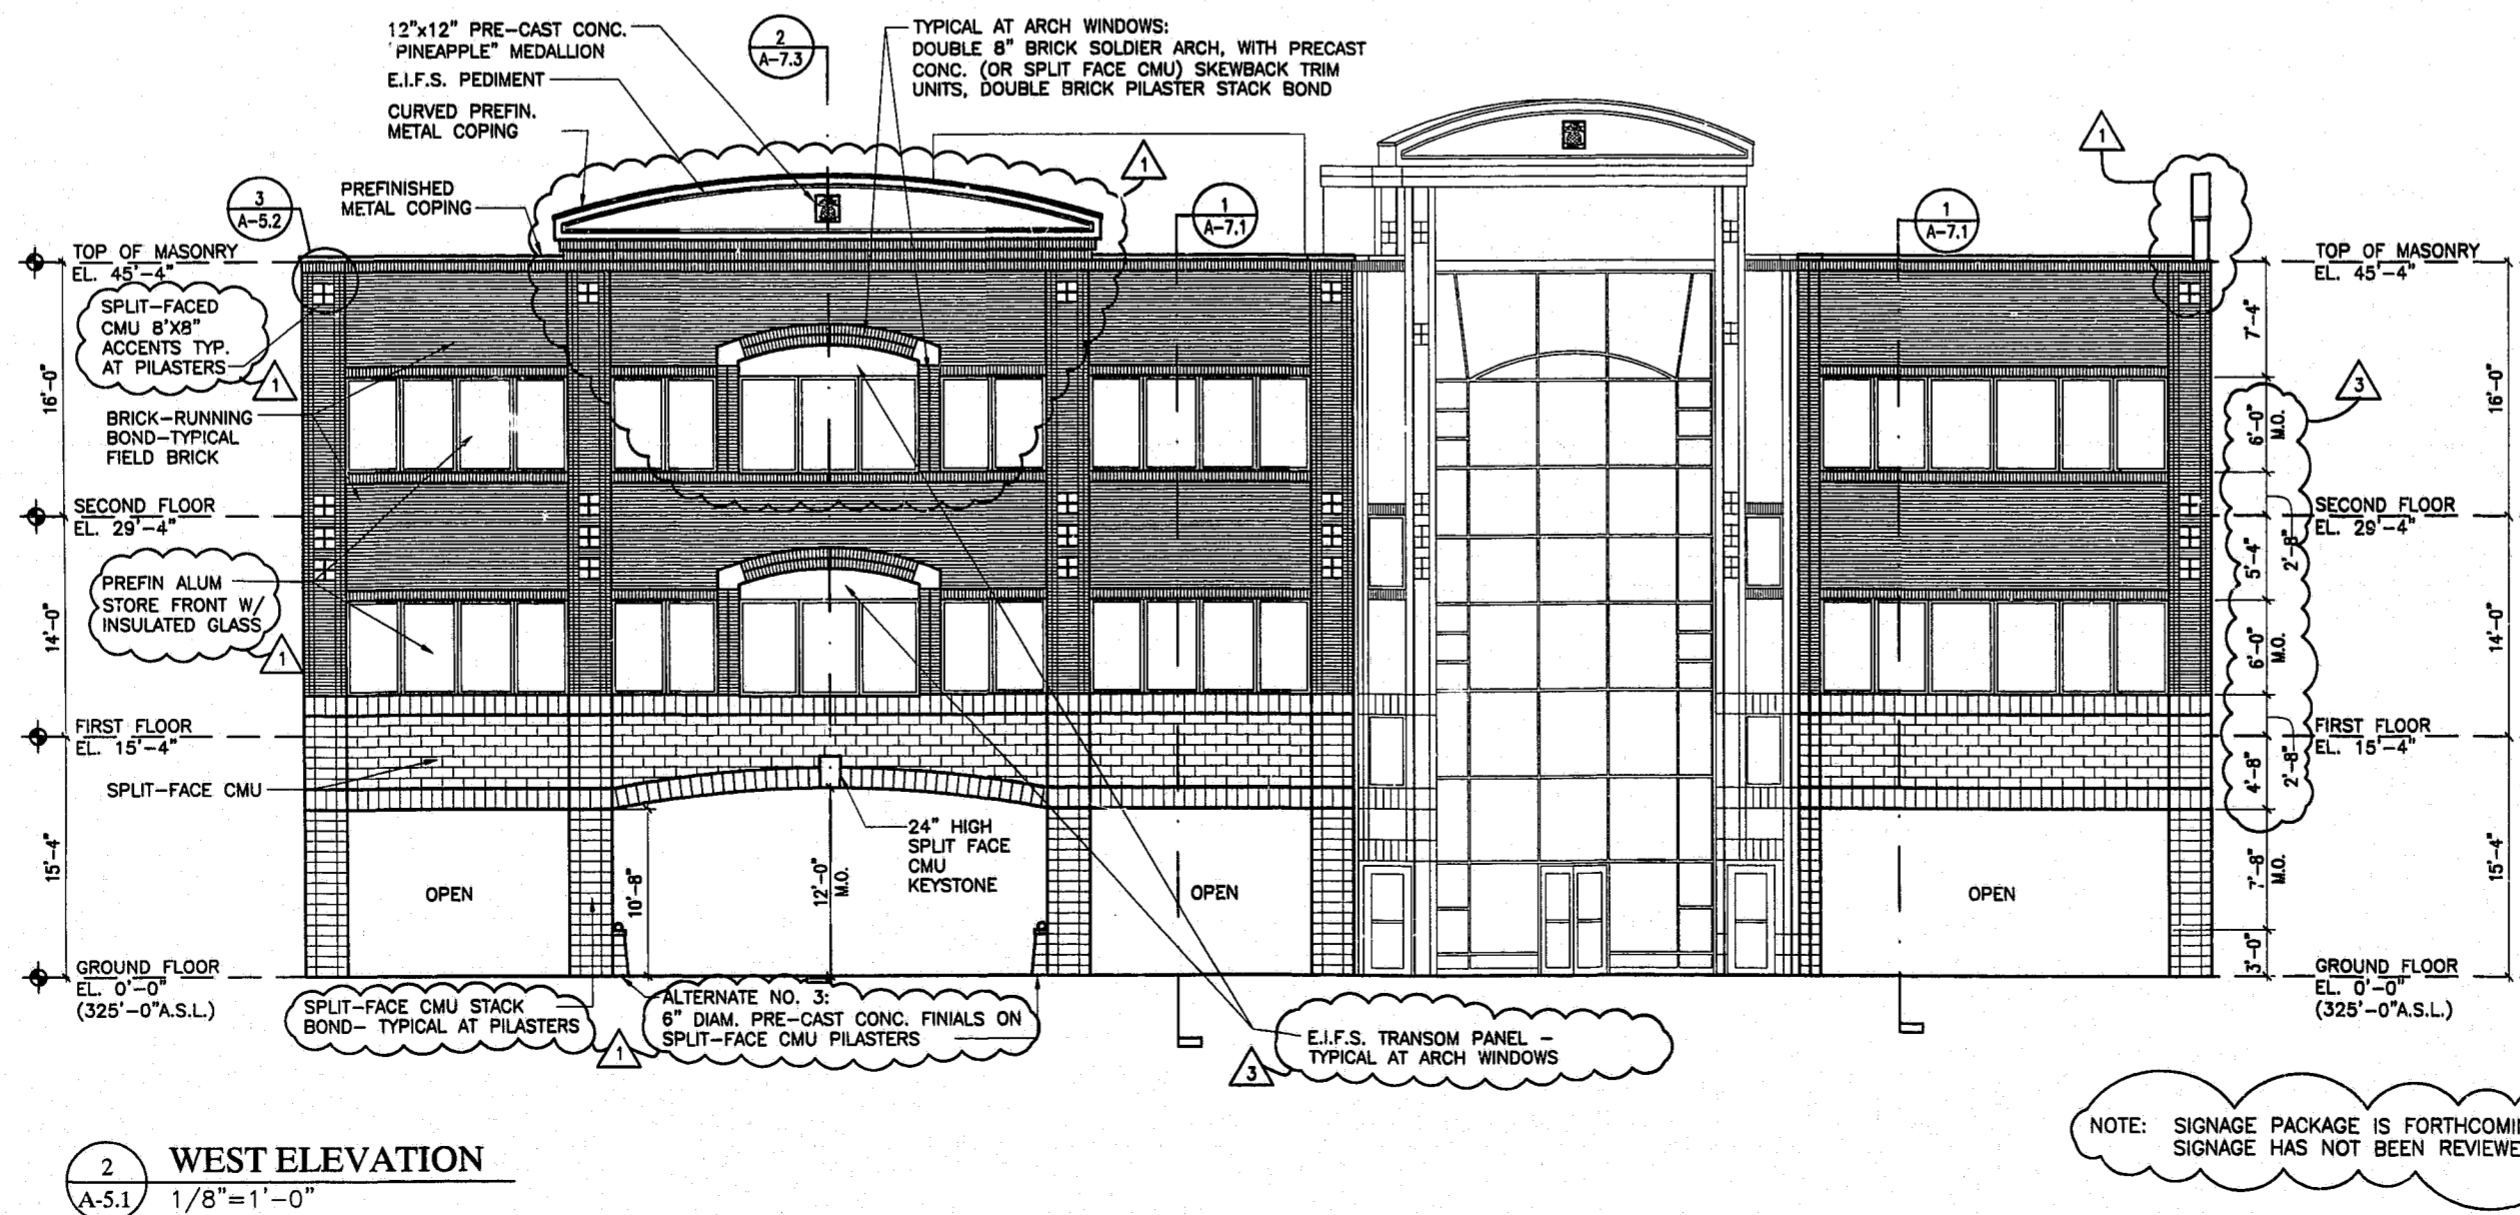 12"x12" PRE-CAST CONC.
'PINEAPPLE" MEDALLION
E.I.F.S. PEDIMENT
CURVED PREFIN.
METAL COPING
PREFINISHED
METAL COPING
2
A-7.3
TYPICAL AT ARCH WINDOWS:
DOUBLE 8" BRICK SOLDIER ARCH, WITH PRECAST
CONC. (OR SPLIT FACE CMU) SKEWBACK TRIM
UNITS, DOUBLE BRICK PILASTER STACK BOND
1
1
3
A-5.2
1
A-7.1
1
A-7.1
TOP OF MASONRY
EL. 45'-4"
SPLIT-FACED
CMU 8'X8"
ACCENTS TYP.
AT PILASTERS
1
16'-0"
BRICK-RUNNING
BOND-TYPICAL
FIELD BRICK
SECOND FLOOR
EL. 29'-4"
PREFIN ALUM
STORE FRONT W/
INSULATED GLASS
1
14'-0"
FIRST FLOOR
EL. 15'-4"
SPLIT-FACE CMU
15'-4"
GROUND FLOOR
EL. 0'-0"
(325'-0"A.S.L.)
OPEN
10'-8"
12'-0"
M.O.
24" HIGH
SPLIT FACE
CMU
KEYSTONE
OPEN
OPEN
TOP OF MASONRY
EL. 45'-4"
7'-4"
3
6'-0"
M.O.
16'-0"
SECOND FLOOR
EL. 29'-4"
5'-4"
2'-8"
6'-0"
M.O.
14'-0"
FIRST FLOOR
EL. 15'-4"
4'-8"
2'-8"
7'-8"
M.O.
15'-4"
3'-0"
GROUND FLOOR
EL. 0'-0"
(325'-0"A.S.L.)
SPLIT-FACE CMU STACK
BOND- TYPICAL AT PILASTERS
1
ALTERNATE NO. 3:
6" DIAM. PRE-CAST CONC. FINIALS ON
SPLIT-FACE CMU PILASTERS
E.I.F.S. TRANSOM PANEL -
TYPICAL AT ARCH WINDOWS
3
NOTE: SIGNAGE PACKAGE IS
SIGNAGE HAS NOT BEEN
2
A-5.1
WEST ELEVATION
1/8"=1'-0"